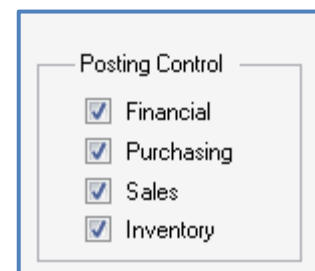 Posting Control
Financial
Purchasing
Sales
Inventory